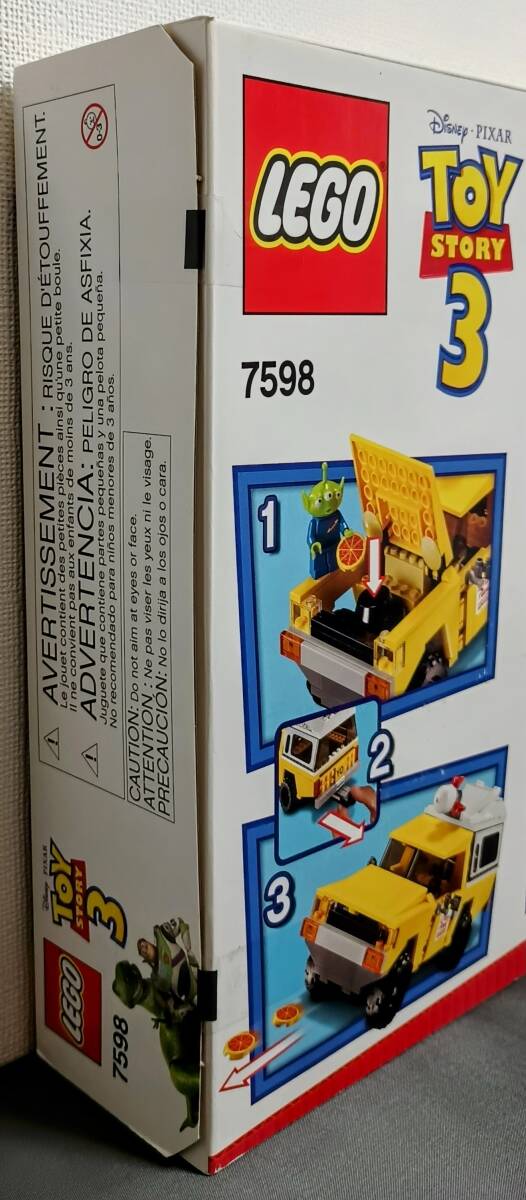 AVERTISSEMENT : RISQUE D'ÉTOUFFEMENT.
Le jouet contient des petites pièces ainsi qu'une petite boule.
Il ne convient pas aux enfants de moins de 3 ans.
ADVERTENCIA: PELIGRO DE ASFIXIA.
Juguete que contiene partes pequeñas y una pelota pequeña.
No recomendado para niños menores de 3 años.
0-3
CAUTION: Do not aim at eyes or face.
ATTENTION : Ne pas viser les yeux ni le visage.
PRECAUCIÓN: No lo dirija a los ojos o cara.
Disney PIXAR
TOY
STORY
3
LEGO
7598
LEGO
Disney · PIXAR
TOY
STORY
3
7598
1
2
3